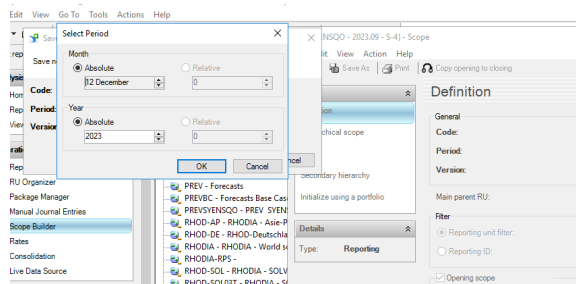 Edit View Go To Tools Actions Help
Select Period
Month
Absolute
Relative
12 December
0
Year
Absolute
Relative
2023
0
OK
Cancel
Save n
Code:
Period:
Version
RU Organizer
Package Manager
Manual Journal Entries
Scope Builder
Rates
Consolidation
Live Data Source
PREV - Forecasts
PREVBC - Forecasts Base Cas
PREVSYENSQO - PREV SYEN
RHOD-AP - RHODIA - Asie-P
RHOD-DE - RHOD-Deutschla
RHODIA - RHODIA - World s
RHODIA-RPS -
RHOD-SOL - RHODIA - SOLV
RHOD-SOL03T - RHODIA - S
ENSQO - 2023.09 - S-4] - Scope
it View Action Help
Save As Print Copy opening to closing
chical scope
Secondary hierarchy
Initialize using a portfolio
Details
Type: Reporting
Definition
General
Code:
Period:
Version:
Main parent RU:
Filter
Reporting unit filter:
Reporting ID:
Opening scope